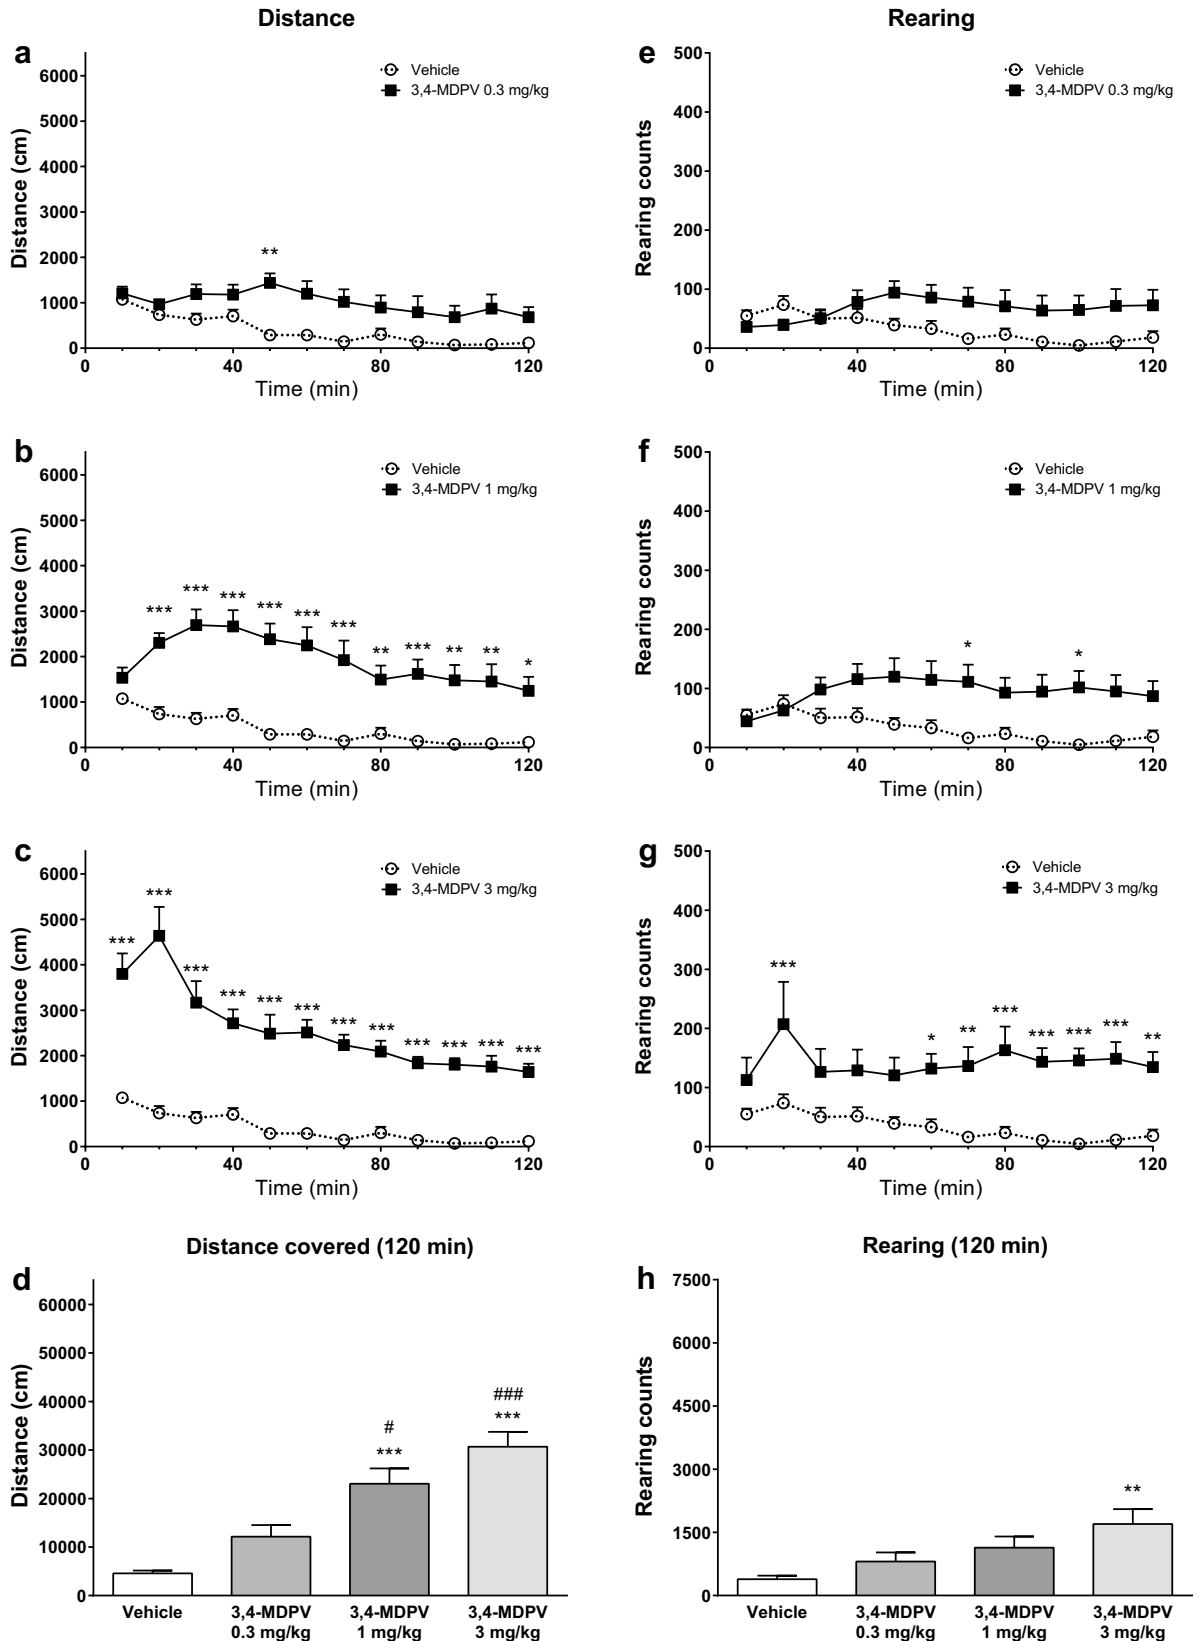 Distance
a
Vehicle
3,4-MDPV 0.3 mg/kg
6000
5000
4000
3000
2000
1000
0
Distance (cm)
**
0 40 80 120
Time (min)
Rearing
e
Vehicle
3,4-MDPV 0.3 mg/kg
500
400
300
200
100
0
Rearing counts
0 40 80 120
Time (min)
b
Vehicle
3,4-MDPV 1 mg/kg
6000
5000
4000
3000
2000
1000
0
Distance (cm)
*** *** *** *** *** *** ** *** ** ** *
0 40 80 120
Time (min)
f
Vehicle
3,4-MDPV 1 mg/kg
500
400
300
200
100
0
Rearing counts
* *
0 40 80 120
Time (min)
c
Vehicle
3,4-MDPV 3 mg/kg
6000
5000
4000
3000
2000
1000
0
Distance (cm)
*** *** *** *** *** *** *** *** *** *** *** ***
0 40 80 120
Time (min)
g
Vehicle
3,4-MDPV 3 mg/kg
500
400
300
200
100
0
Rearing counts
*** * ** *** *** *** *** **
0 40 80 120
Time (min)
Distance covered (120 min)
d
60000
50000
40000
30000
20000
10000
0
Distance (cm)
#
***
###
***
Vehicle 3,4-MDPV 3,4-MDPV 3,4-MDPV
0.3 mg/kg 1 mg/kg 3 mg/kg
Rearing (120 min)
h
7500
6000
4500
3000
1500
0
Rearing counts
**
Vehicle 3,4-MDPV 3,4-MDPV 3,4-MDPV
0.3 mg/kg 1 mg/kg 3 mg/kg